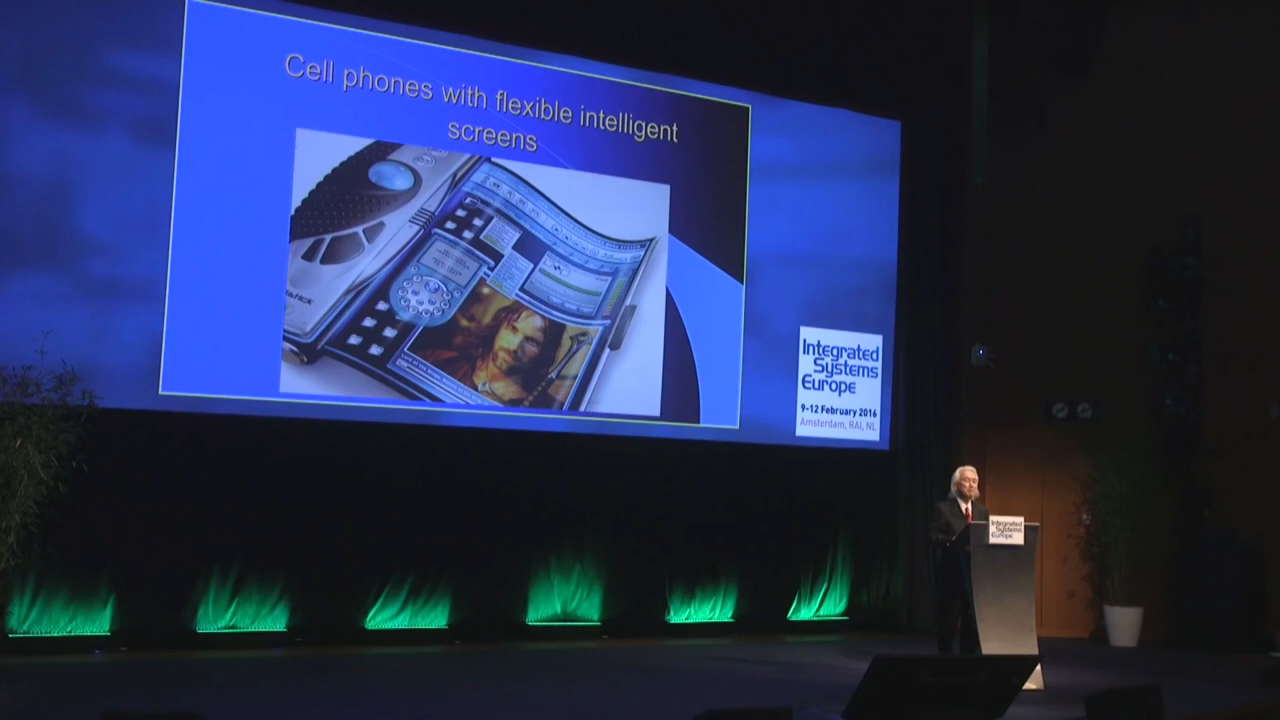 Cell phones with flexible intelligent
screens
Integrated
Systems
Europe
9-12 February 2016
Amsterdam, RAI, NL
Integrated
Systems
Europe